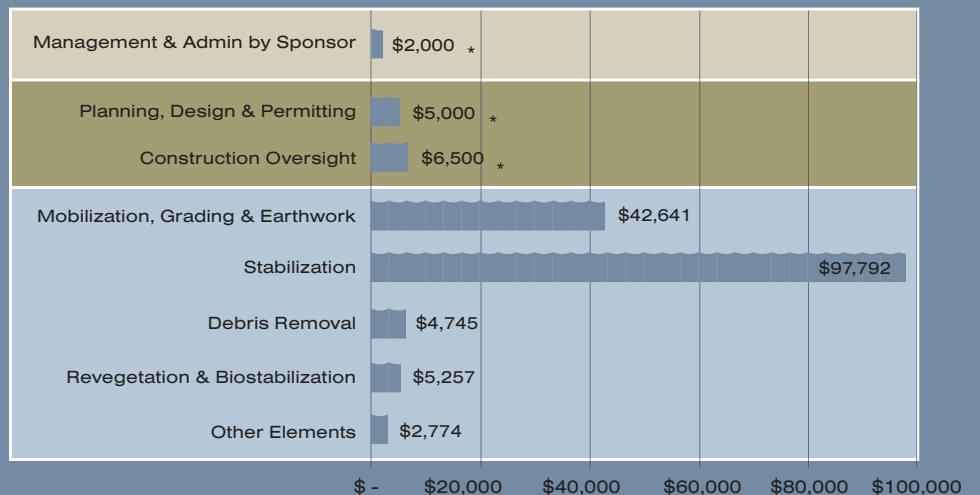 Management & Admin by Sponsor $2,000 *
Planning, Design & Permitting $5,000 *
Construction Oversight $6,500 *
Mobilization, Grading & Earthwork $42,641
Stabilization $97,792
Debris Removal $4,745
Revegetation & Biostabilization $5,257
Other Elements $2,774
$ - $20,000 $40,000 $60,000 $80,000 $100,000